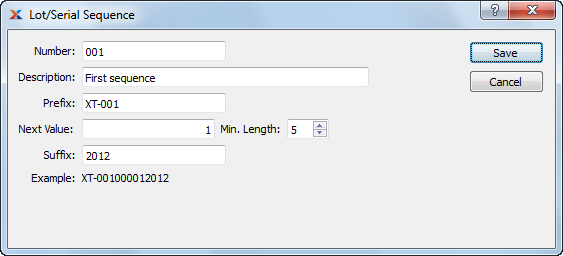 Lot/Serial Sequence
Number: 001
Save
Description: First sequence
Cancel
Prefix: XT-001
Next Value: 1 Min. Length: 5
Suffix: 2012
Example: XT-001000012012